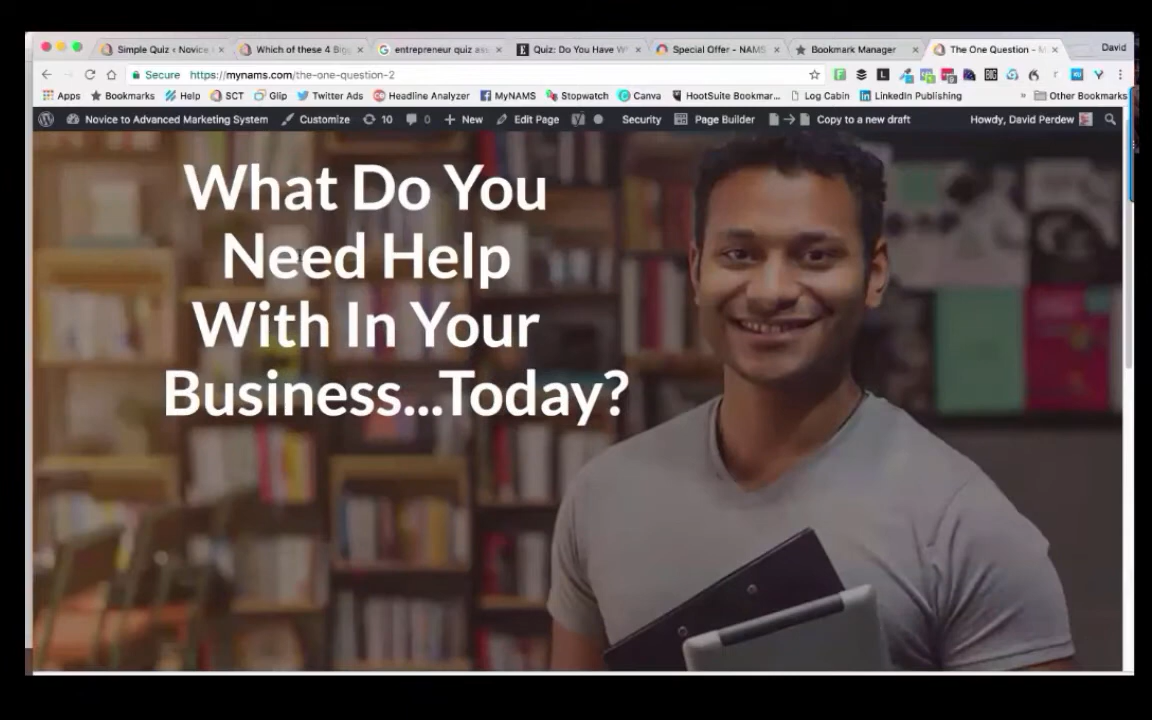 Simple Quiz ‹ Novice
Which of these 4 Big
entrepreneur quiz
Quiz: Do You Have
Special Offer - NAMS
Bookmark Manager
The One Question -
David
Secure
https://mynams.com/the-one-question-2
Apps
Bookmarks
Help
SCT
Glip
Twitter Ads
Headline Analyzer
MyNAMS
Stopwatch
Canva
HootSuite Bookmar...
Log Cabin
LinkedIn Publishing
»
Other Bookmarks
Novice to Advanced Marketing System
Customize
10
0
New
Edit Page
Security
Page Builder
Copy to a new draft
Howdy, David Perdew
What Do You
Need Help
With In Your
Business...Today?